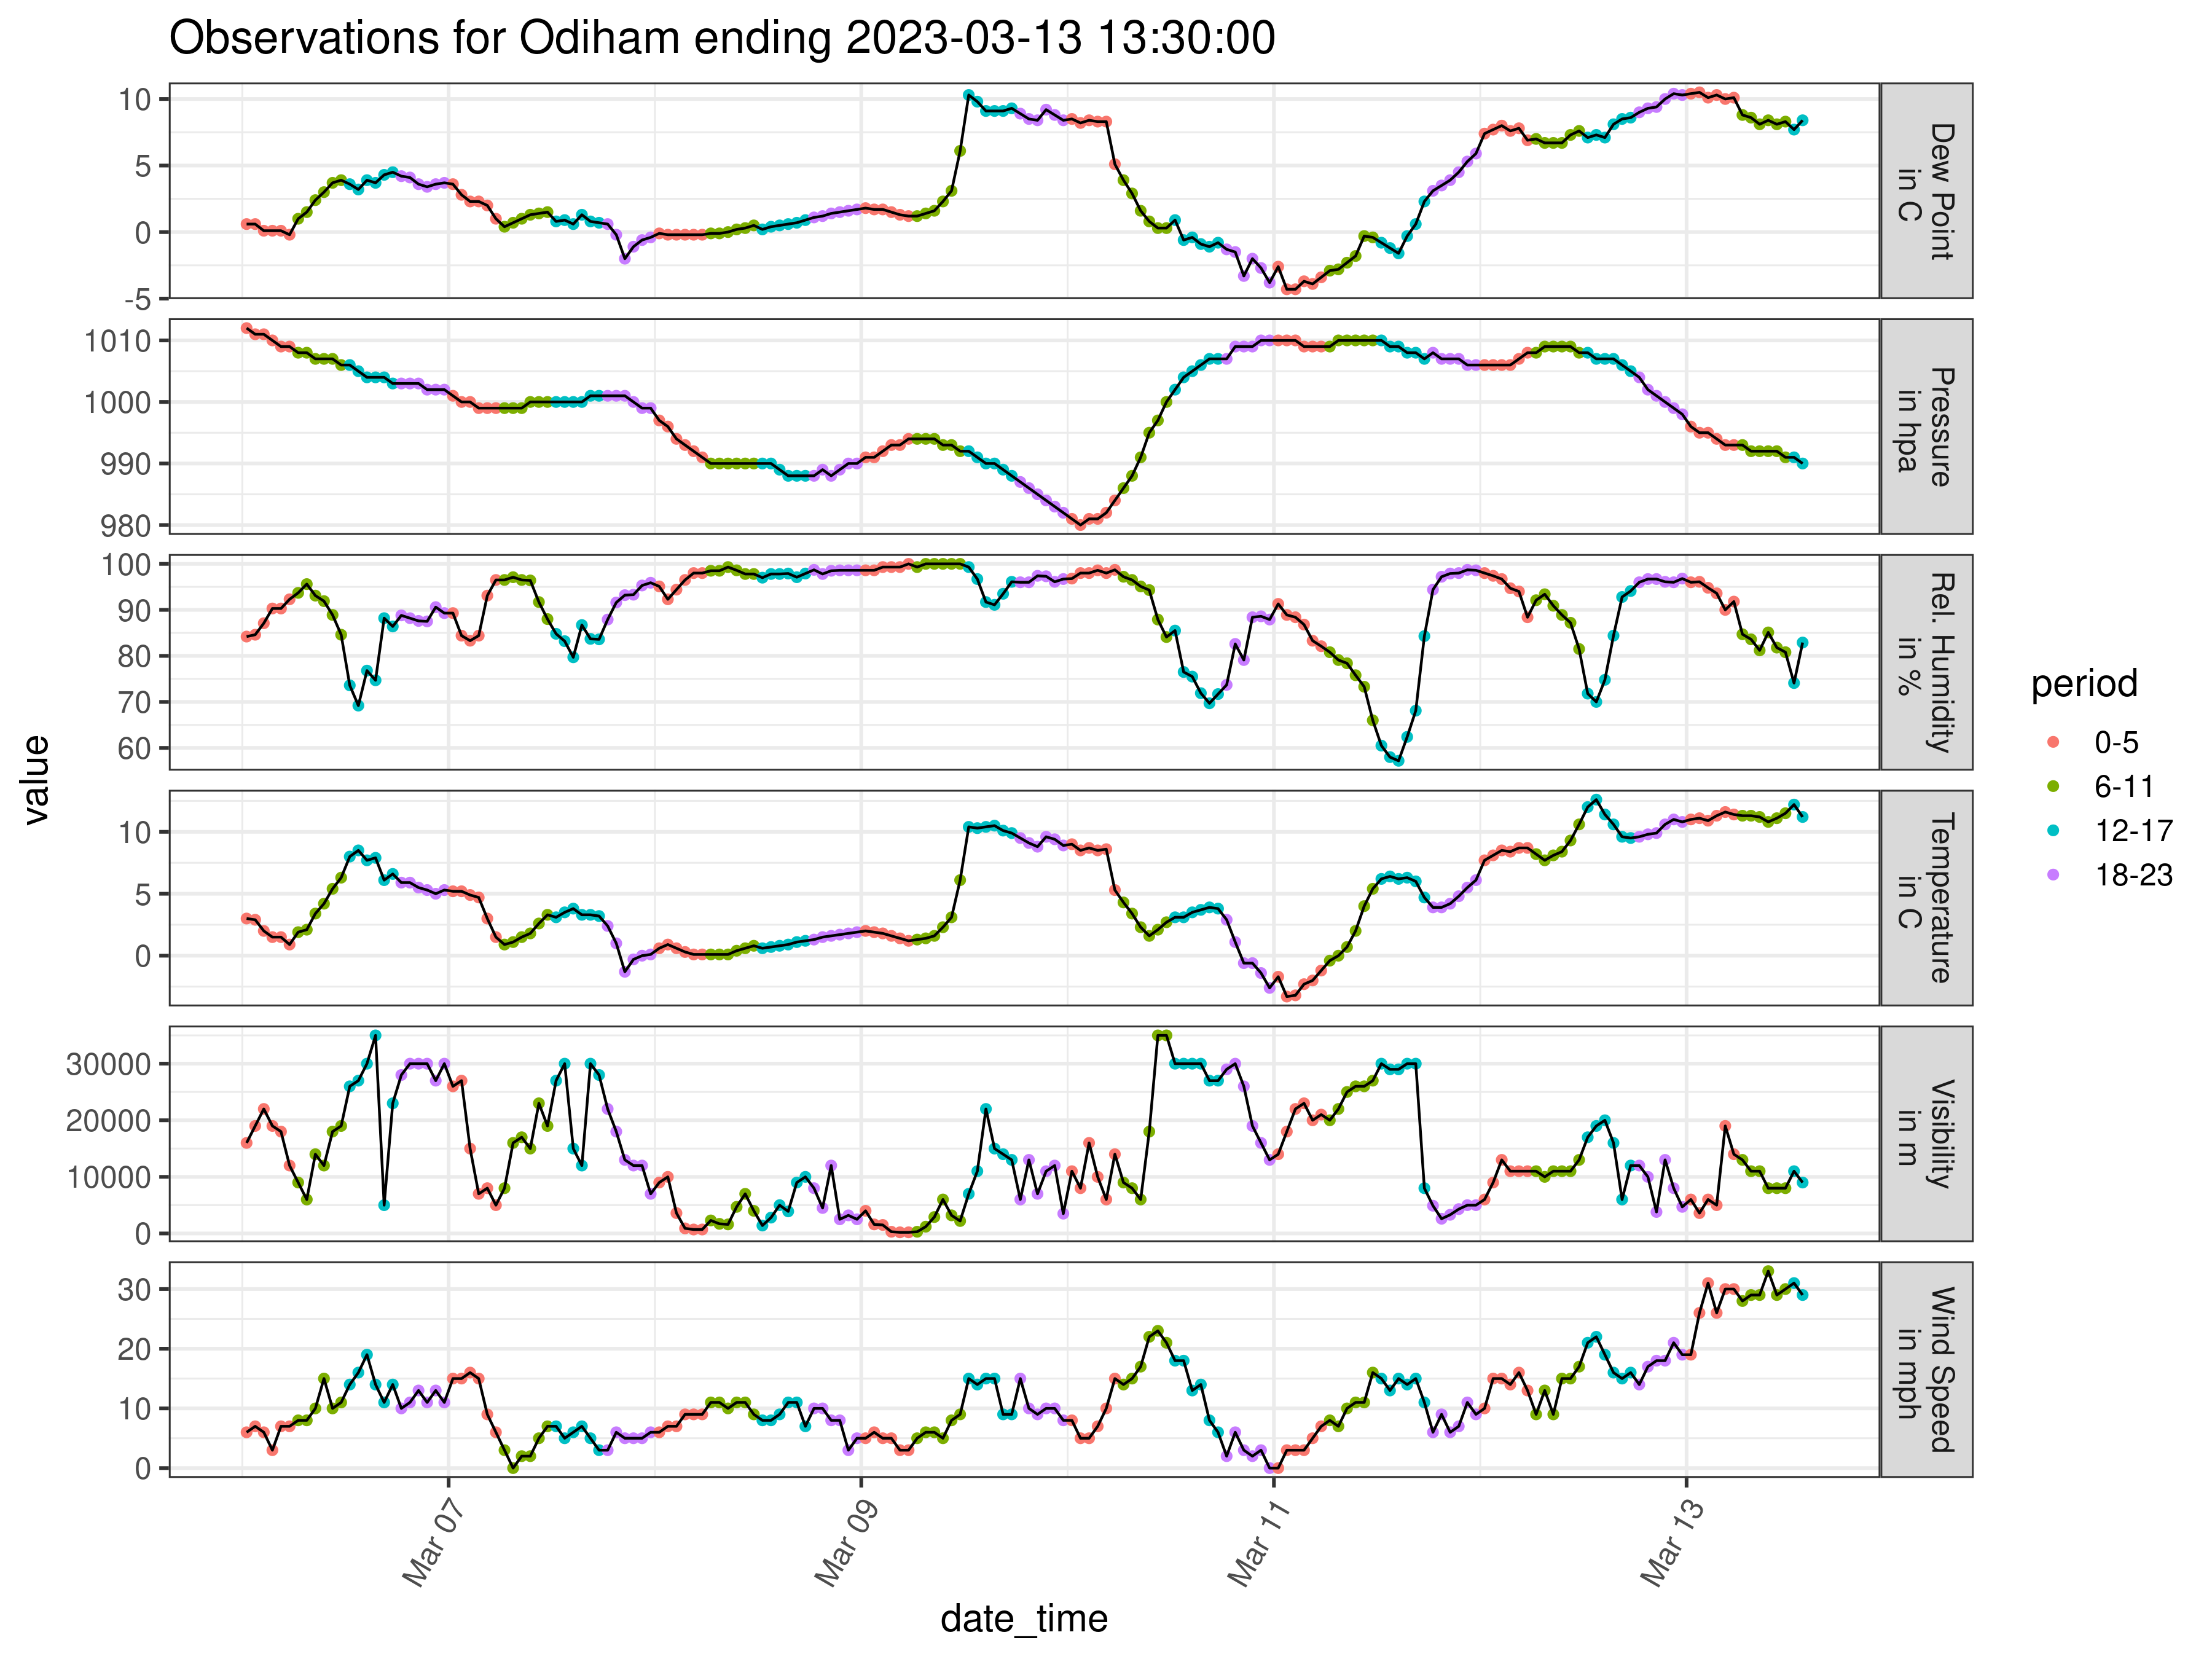 Observations for Odiham ending 2023-03-13 13:30:00
10
5
0
-5
Dew Point
in C
1010
1000
990
980
Pressure
in hpa
100
90
80
70
60
Rel. Humidity
in %
10
5
0
Temperature
in C
30000
20000
10000
0
Visibility
in m
30
20
10
0
Wind Speed
in mph
value
Mar 07
Mar 09
Mar 11
Mar 13
date_time
period
0-5
6-11
12-17
18-23